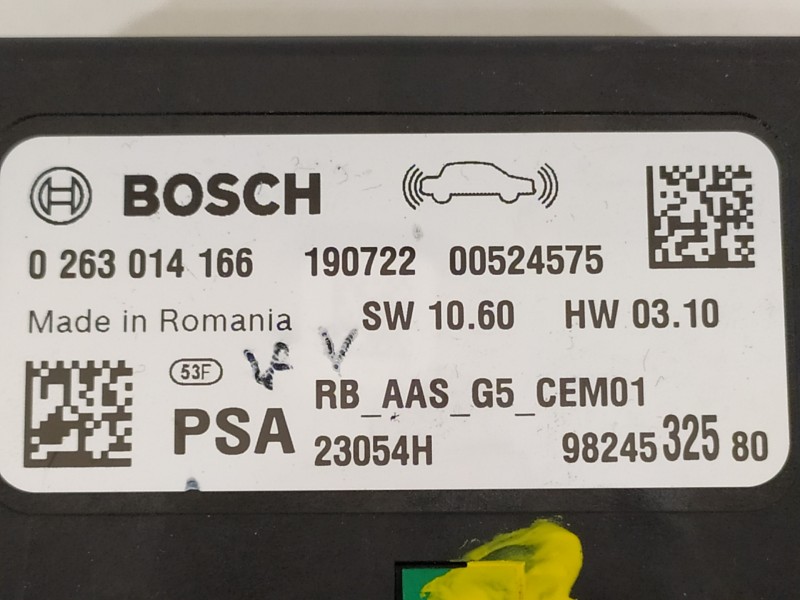 BOSCH
0 263 014 166 190722 00524575
Made in Romania SW 10.60 HW 03.10
53F
RB_AAS_G5_CEM01
PSA 23054H 98245 325 80